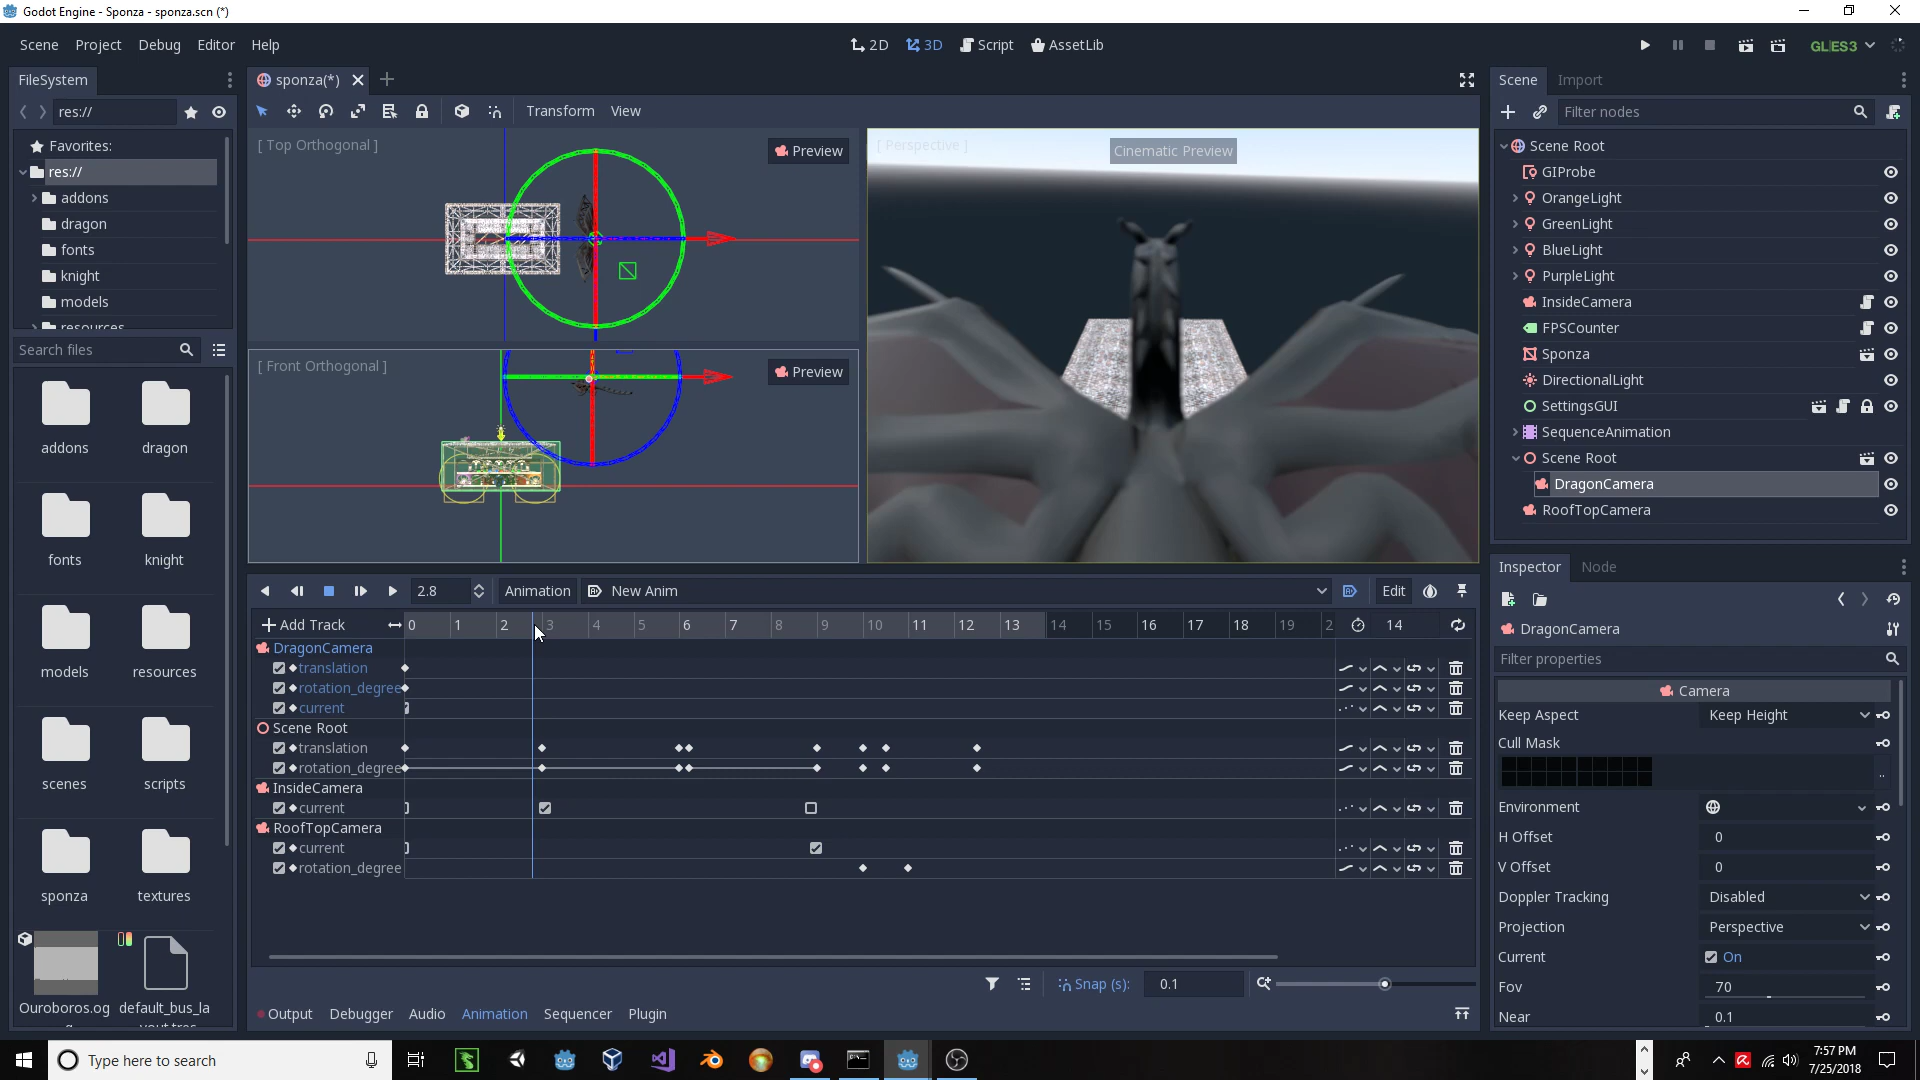 Godot Engine - Sponza - sponza.scn (*)
Scene Project Debug Editor Help
2D 3D Script AssetLib
GLES3
FileSystem
res://
Favorites:
res://
addons
dragon
fonts
knight
models
resources
Search files
addons
dragon
fonts
knight
models
resources
scenes
scripts
sponza
textures
Ouroboros.og
g
default_bus_la
yout.tres
sponza(*)
Transform View
[ Top Orthogonal ]
Preview
[ Front Orthogonal ]
Preview
[ Perspective ]
Cinematic Preview
2.8 Animation New Anim Edit
Add Track 0 1 2 3 4 5 6 7 8 9 10 11 12 13 14 15 16 17 18 19 2 14
DragonCamera
translation
rotation_degree
current
Scene Root
translation
rotation_degree
InsideCamera
current
RoofTopCamera
current
rotation_degree
Snap (s): 0.1
Output Debugger Audio Animation Sequencer Plugin
Scene Import
Filter nodes
Scene Root
GIProbe
OrangeLight
GreenLight
BlueLight
PurpleLight
InsideCamera
FPSCounter
Sponza
DirectionalLight
SettingsGUI
SequenceAnimation
Scene Root
DragonCamera
RoofTopCamera
Inspector Node
DragonCamera
Filter properties
Camera
Keep Aspect Keep Height
Cull Mask
..
Environment
H Offset 0
V Offset 0
Doppler Tracking Disabled
Projection Perspective
Current On
Fov 70
Near 0.1
Type here to search
7:57 PM
7/25/2018